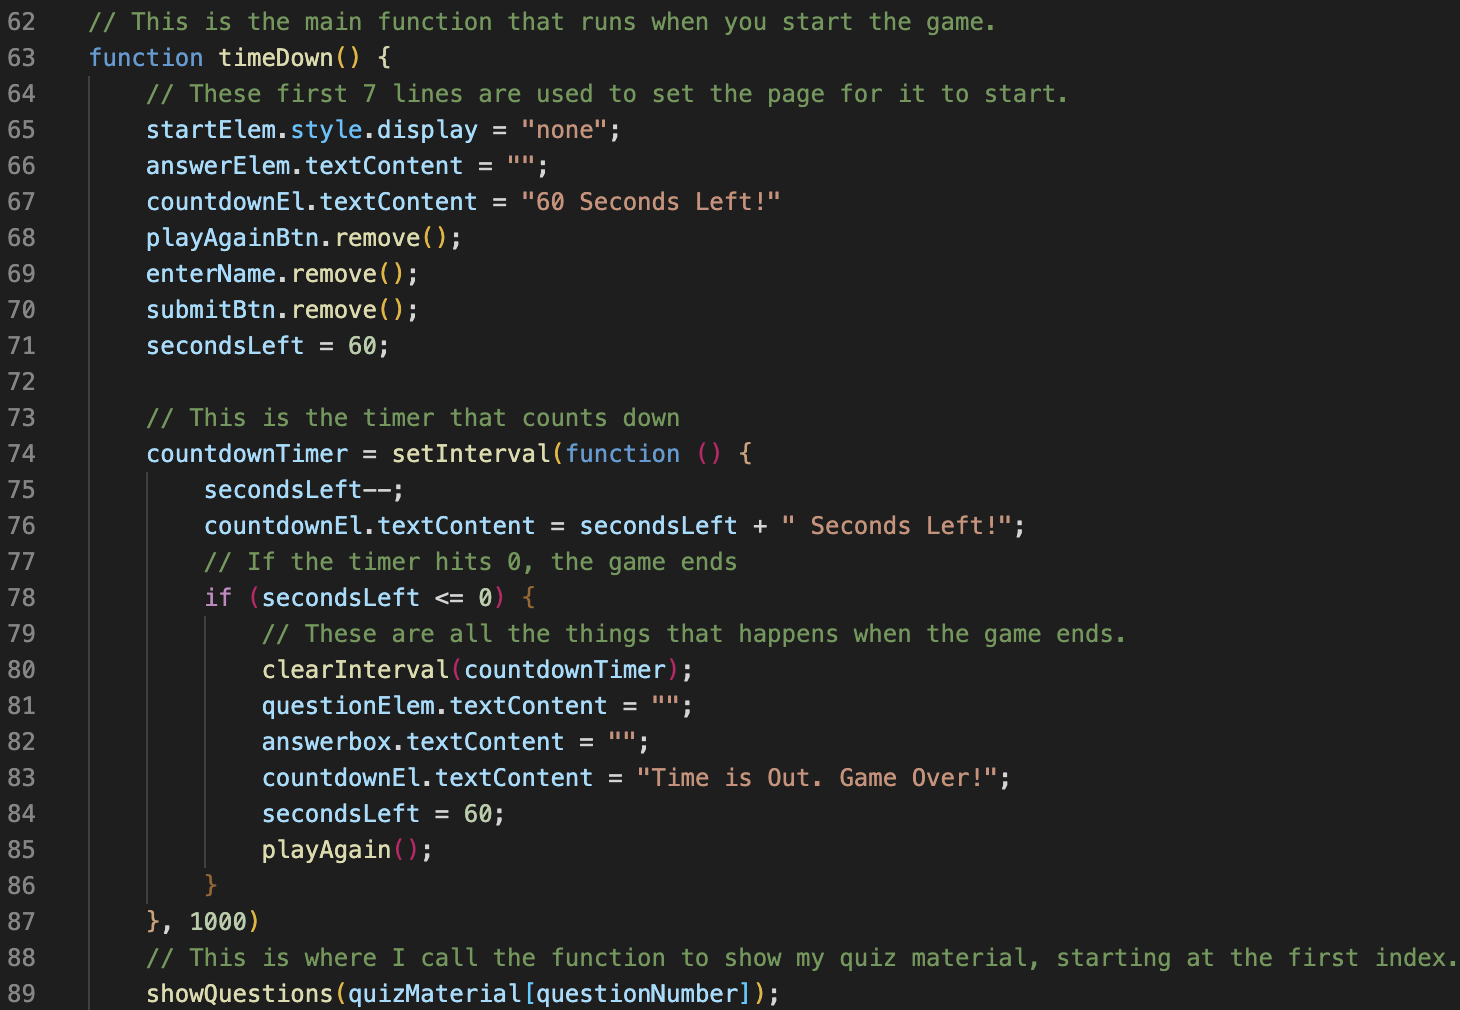 62 // This is the main function that runs when you start the game.
63 function timeDown() {
64 // These first 7 lines are used to set the page for it to start.
65 startElem.style.display = "none";
66 answerElem.textContent = "";
67 countdownEl.textContent = "60 Seconds Left!"
68 playAgainBtn.remove();
69 enterName.remove();
70 submitBtn.remove();
71 secondsLeft = 60;
72
73 // This is the timer that counts down
74 countdownTimer = setInterval(function () {
75 secondsLeft--;
76 countdownEl.textContent = secondsLeft + " Seconds Left!";
77 // If the timer hits 0, the game ends
78 if (secondsLeft <= 0) {
79 // These are all the things that happens when the game ends.
80 clearInterval(countdownTimer);
81 questionElem.textContent = "";
82 answerbox.textContent = "";
83 countdownEl.textContent = "Time is Out. Game Over!";
84 secondsLeft = 60;
85 playAgain();
86 }
87 }, 1000)
88 // This is where I call the function to show my quiz material, starting at the first index.
89 showQuestions(quizMaterial[questionNumber]);